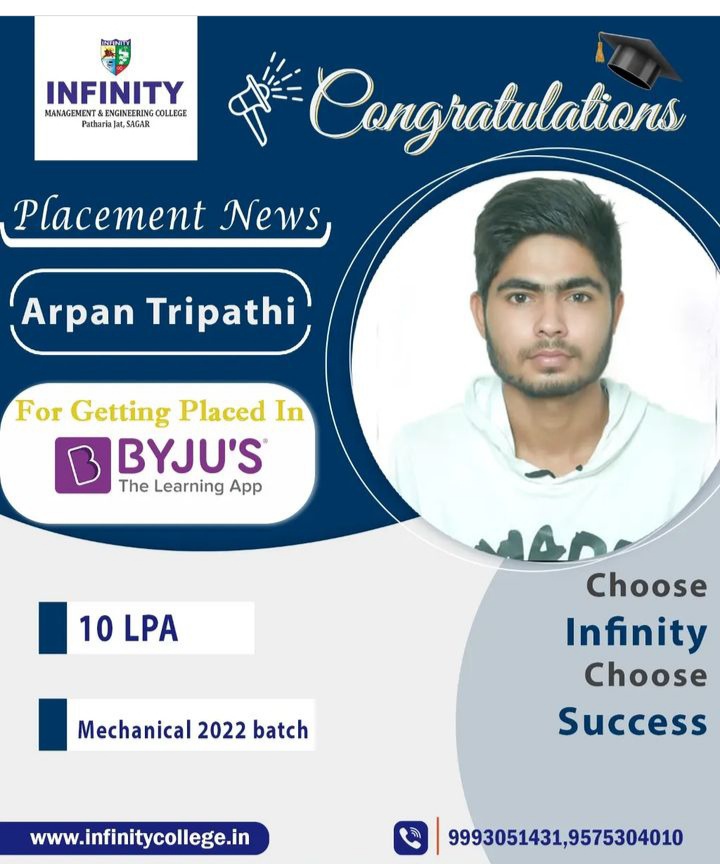 INFINITY
INFINITY
MANAGEMENT & ENGINEERING COLLEGE
Patharia Jat, SAGAR
Congratulations
Placement News
Arpan Tripathi
For Getting Placed In
BYJU'S
The Learning App
10 LPA
Mechanical 2022 batch
Choose
Infinity
Choose
Success
www.infinitycollege.in
9993051431,9575304010